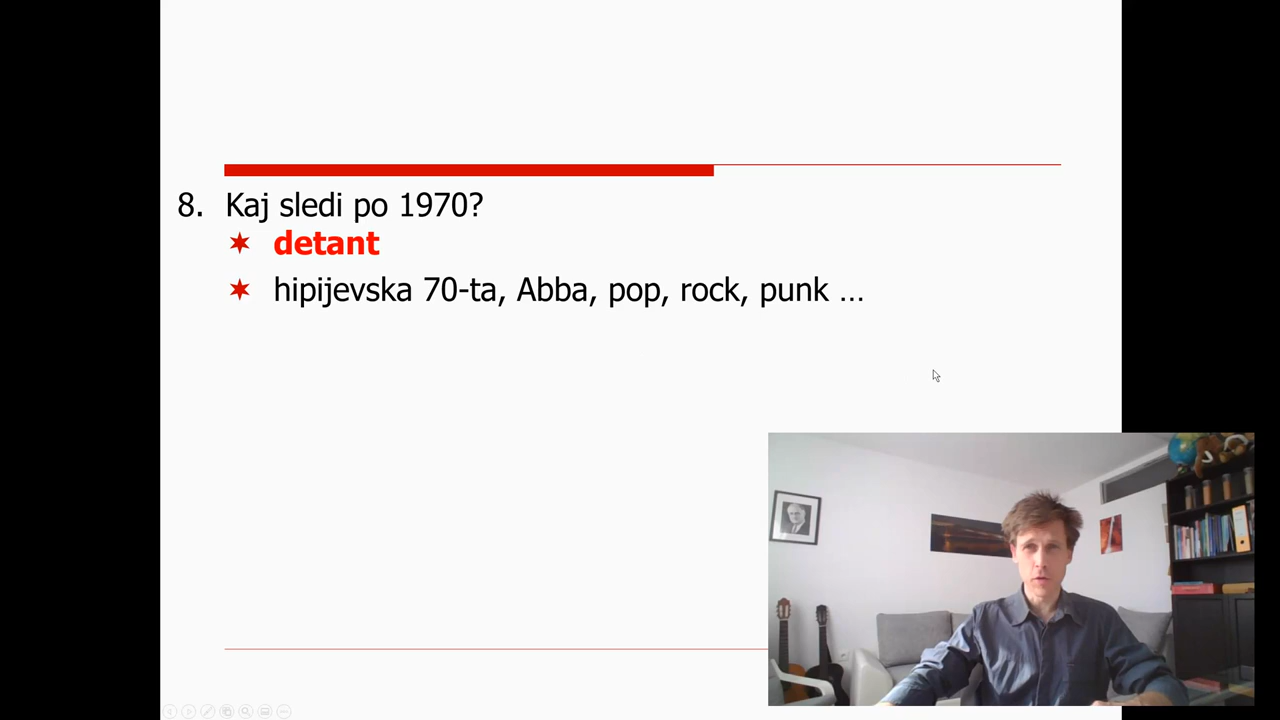 8. Kaj sledi po 1970?
detant
hipijevska 70-ta, Abba, pop, rock, punk …